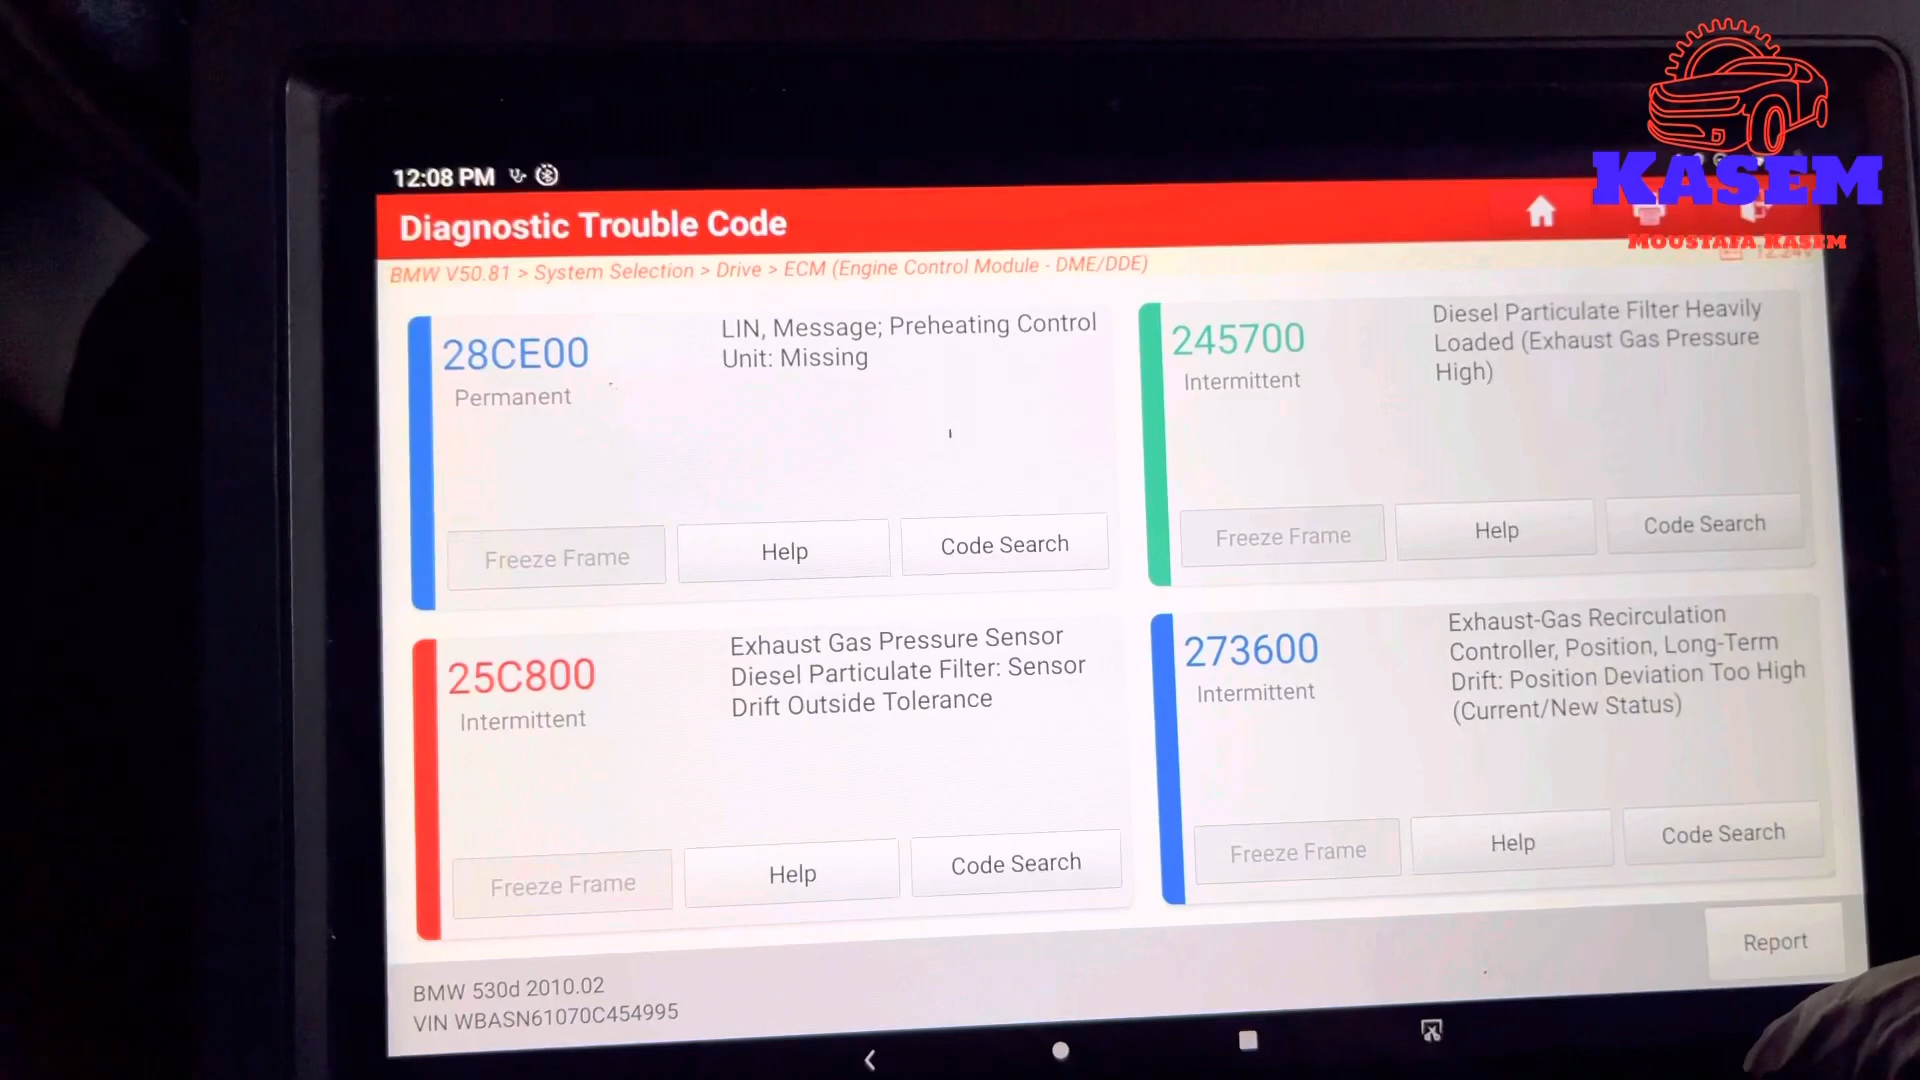 KASEM
MOUSTAFA KASEM
12:08 PM
Diagnostic Trouble Code
BMW V50.81 > System Selection > Drive > ECM (Engine Control Module - DME/DDE)
12.24V
28CE00
Permanent
LIN, Message; Preheating Control
Unit: Missing
Freeze Frame
Help
Code Search
245700
Intermittent
Diesel Particulate Filter Heavily
Loaded (Exhaust Gas Pressure
High)
Freeze Frame
Help
Code Search
25C800
Intermittent
Exhaust Gas Pressure Sensor
Diesel Particulate Filter: Sensor
Drift Outside Tolerance
Freeze Frame
Help
Code Search
273600
Intermittent
Exhaust-Gas Recirculation
Controller, Position, Long-Term
Drift: Position Deviation Too High
(Current/New Status)
Freeze Frame
Help
Code Search
Report
BMW 530d 2010.02
VIN WBASN61070C454995